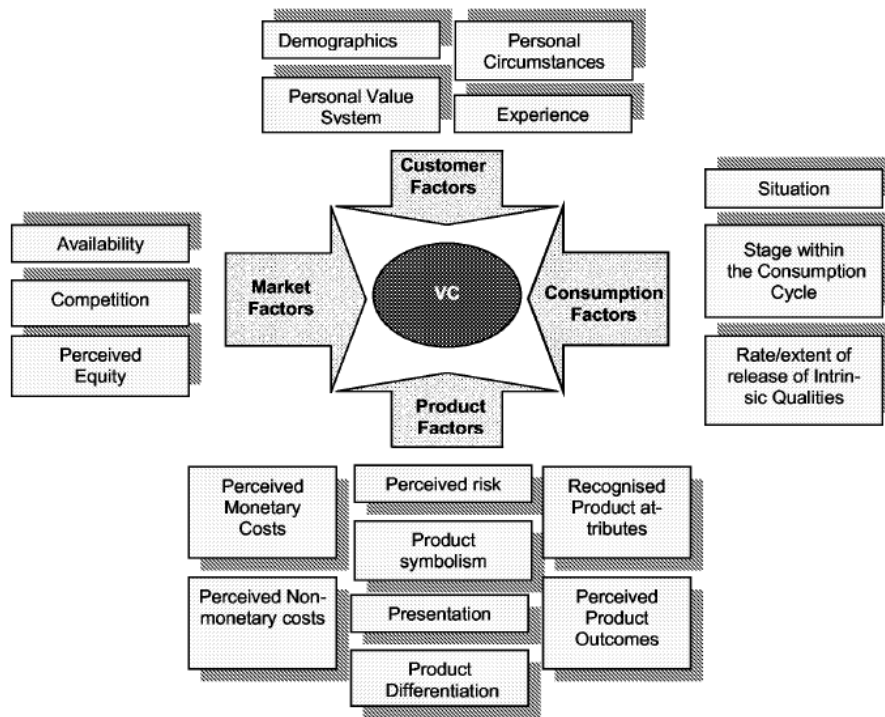 Demographics
Personal
Circumstances
Personal Value
System
Experience
Customer
Factors
Situation
Stage within
the Consumption
Cycle
Rate/extent of
release of Intrin-
sic Qualities
Availability
Competition
Perceived
Equity
Market
Factors
VC
Consumption
Factors
Product
Factors
Perceived
Monetary
Costs
Perceived risk
Recognised
Product at-
tributes
Product
symbolism
Perceived Non-
monetary costs
Presentation
Perceived
Product
Outcomes
Product
Differentiation